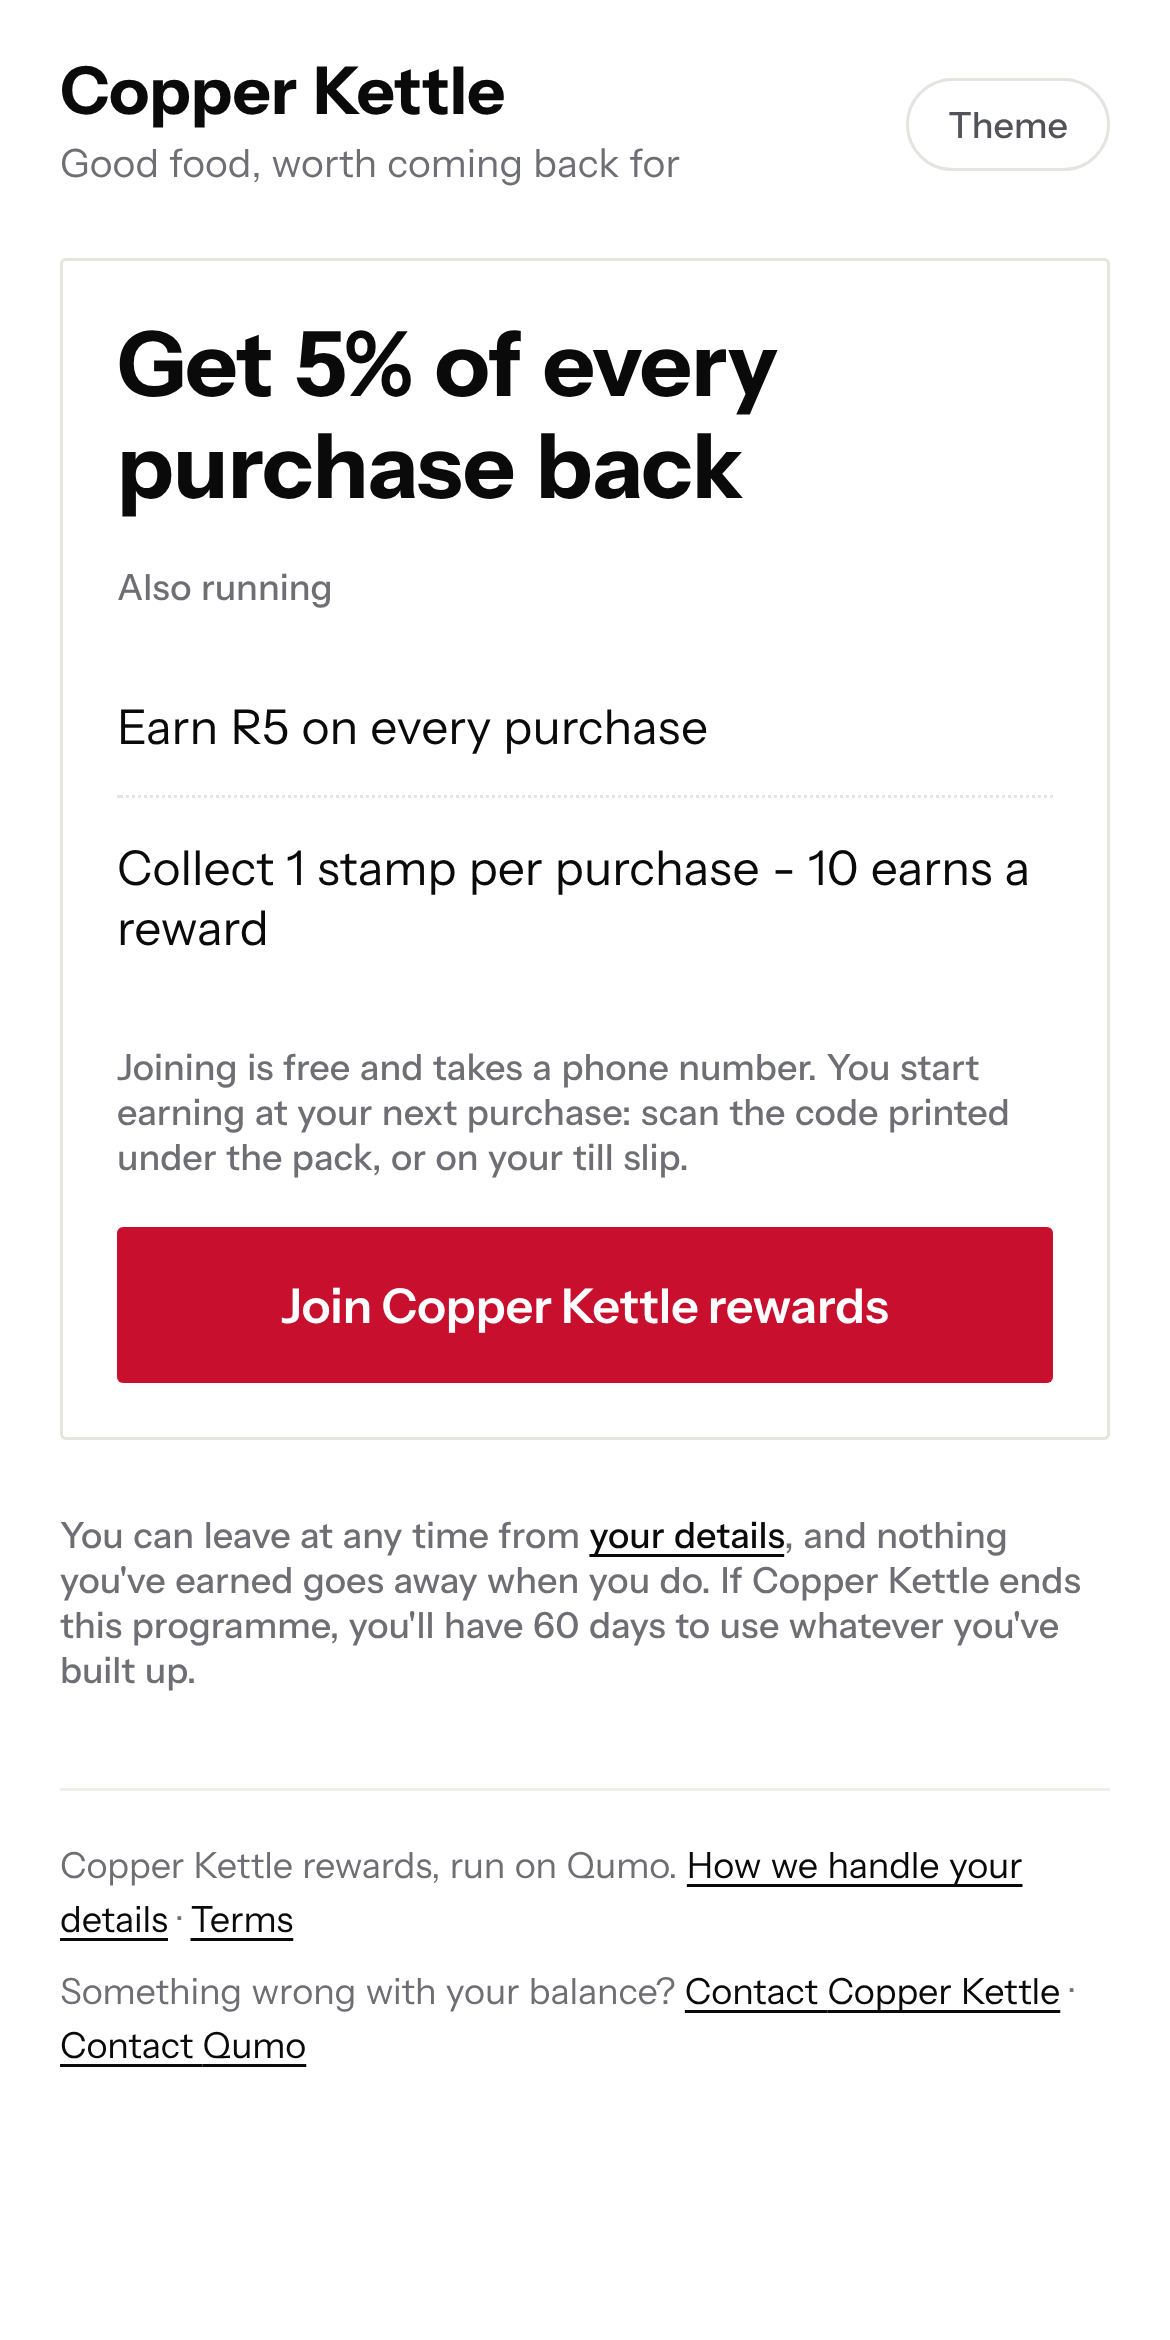 Copper Kettle
Good food, worth coming back for
Theme
Get 5% of every
purchase back
Also running
Earn R5 on every purchase
Collect 1 stamp per purchase - 10 earns a
reward
Joining is free and takes a phone number. You start
earning at your next purchase: scan the code printed
under the pack, or on your till slip.
Join Copper Kettle rewards
You can leave at any time from your details, and nothing
you've earned goes away when you do. If Copper Kettle ends
this programme, you'll have 60 days to use whatever you've
built up.
Copper Kettle rewards, run on Qumo. How we handle your
details · Terms
Something wrong with your balance? Contact Copper Kettle ·
Contact Qumo